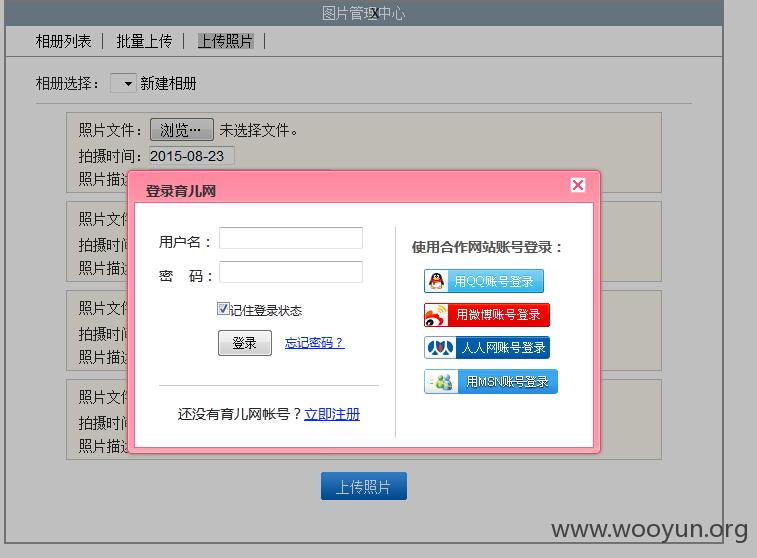 图片管理中心
X
相册列表 | 批量上传 | 上传照片 |
相册选择： 新建相册
照片文件： 浏览… 未选择文件。
拍摄时间： 2015-08-23
照片描述
登录育儿网
照片文件
用户名：
使用合作网站账号登录：
拍摄时间
照片描述
密 码：
用QQ账号登录
记住登录状态
用微博账号登录
照片文件
拍摄时间
登录 忘记密码？
人人网账号登录
照片描述
用MSN账号登录
照片文件
还没有育儿网帐号？立即注册
拍摄时间
照片描述
上传照片
www.wooyun.org